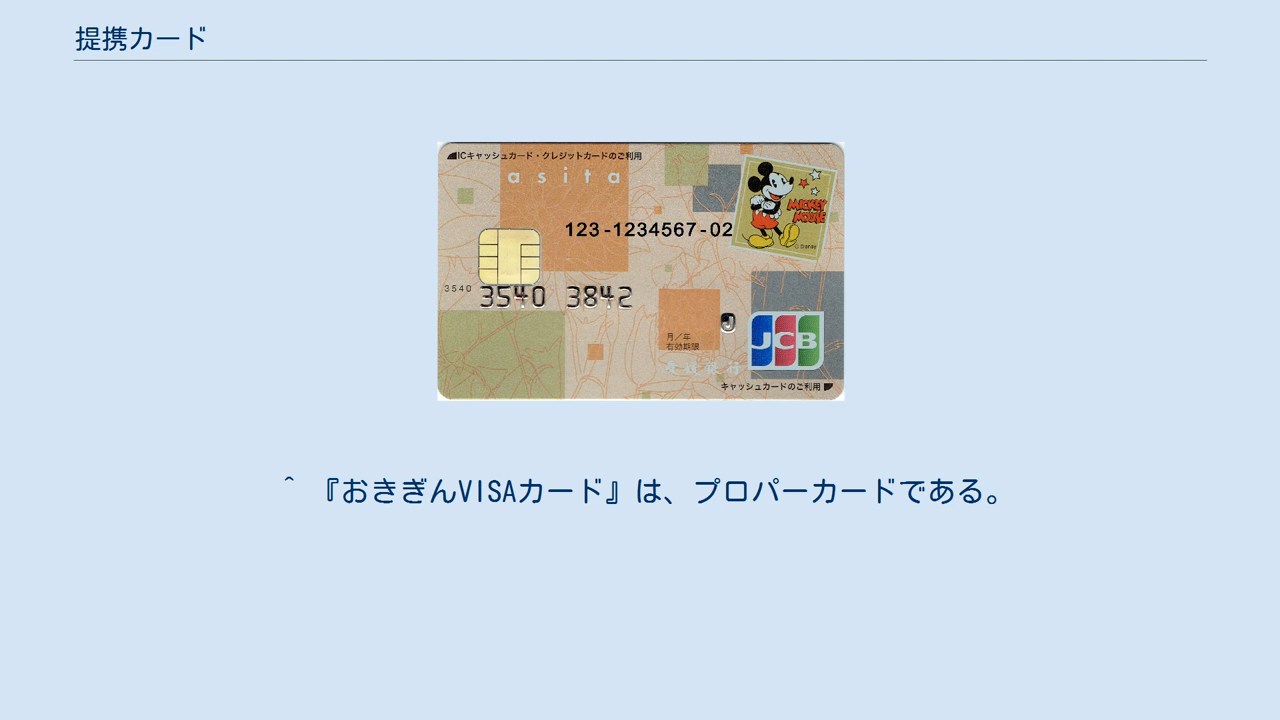 提携カード
ICキャッシュカード・クレジットカードのご利用
asita
MICKEY
MOUSE
© Disney
123-1234567-02
3540
3540 3842
月／年
有効期限
J
JCB
キャッシュカードのご利用
^ 『おきぎんVISAカード』は、プロパーカードである。